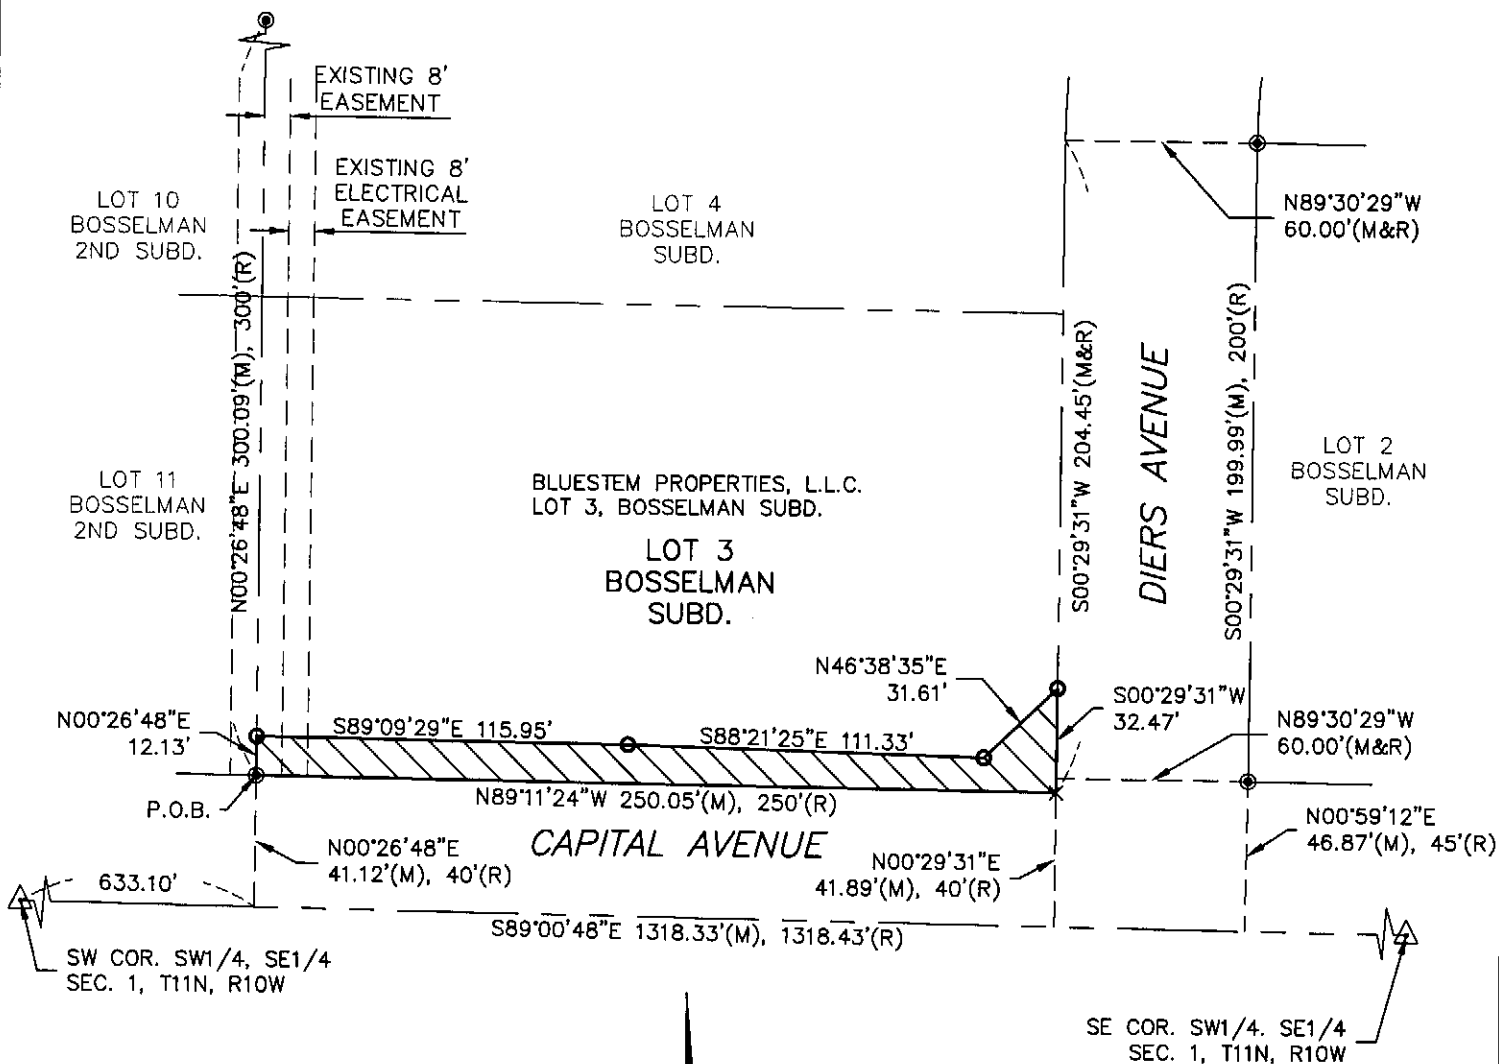 EXISTING 8'
EASEMENT
EXISTING 8'
ELECTRICAL
EASEMENT
LOT 10
BOSSELMAN
2ND SUBD.
LOT 4
BOSSELMAN
SUBD.
N89°30'29"W
60.00'(M&R)
N00°26'48"E 300.09'(M), 300'(R)
S00°29'31"W 204.45'(M&R)
DIERS AVENUE
S00°29'31"W 199.99'(M), 200'(R)
LOT 2
BOSSELMAN
SUBD.
LOT 11
BOSSELMAN
2ND SUBD.
BLUESTEM PROPERTIES, L.L.C.
LOT 3, BOSSELMAN SUBD.
LOT 3
BOSSELMAN
SUBD.
N46°38'35"E
31.61'
S00°29'31"W
32.47'
N00°26'48"E
12.13'
S89°09'29"E 115.95'
S88°21'25"E 111.33'
N89°30'29"W
60.00'(M&R)
P.O.B.
N89°11'24"W 250.05'(M), 250'(R)
CAPITAL AVENUE
N00°26'48"E
41.12'(M), 40'(R)
N00°29'31"E
41.89'(M), 40'(R)
N00°59'12"E
46.87'(M), 45'(R)
633.10'
S89°00'48"E 1318.33'(M), 1318.43'(R)
SW COR. SW1/4, SE1/4
SEC. 1, T11N, R10W
SE COR. SW1/4. SE1/4
SEC. 1, T11N, R10W